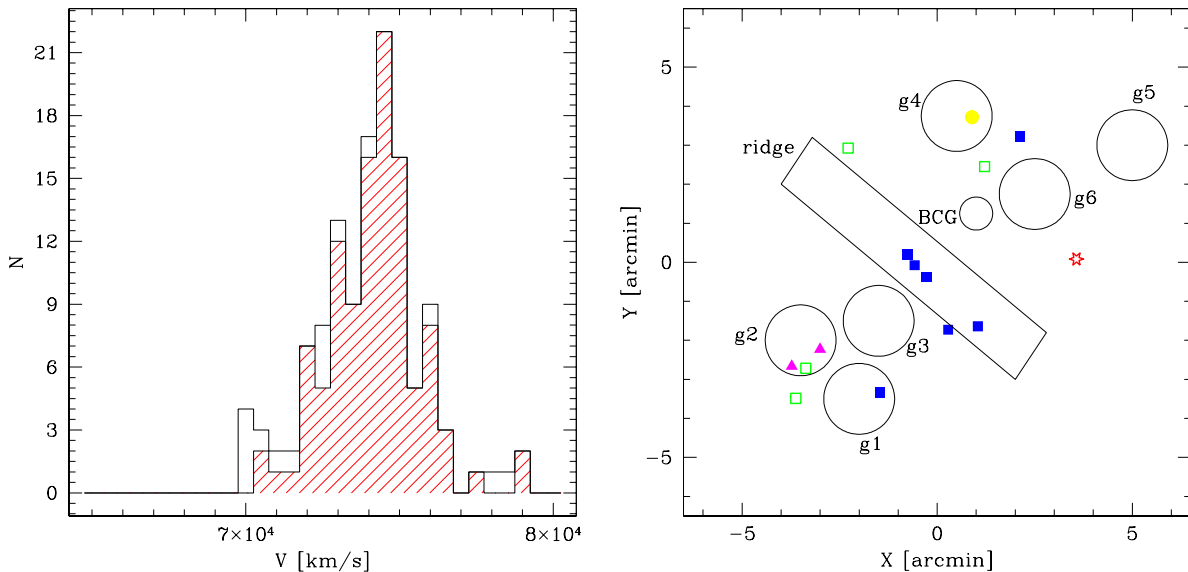 21
18
15
12
9
6
3
0
N
7×10⁴
8×10⁴
V [km/s]
5
0
−5
Y [arcmin]
g4
g5
ridge
g6
BCG
g2
g3
g1
−5
0
5
X [arcmin]